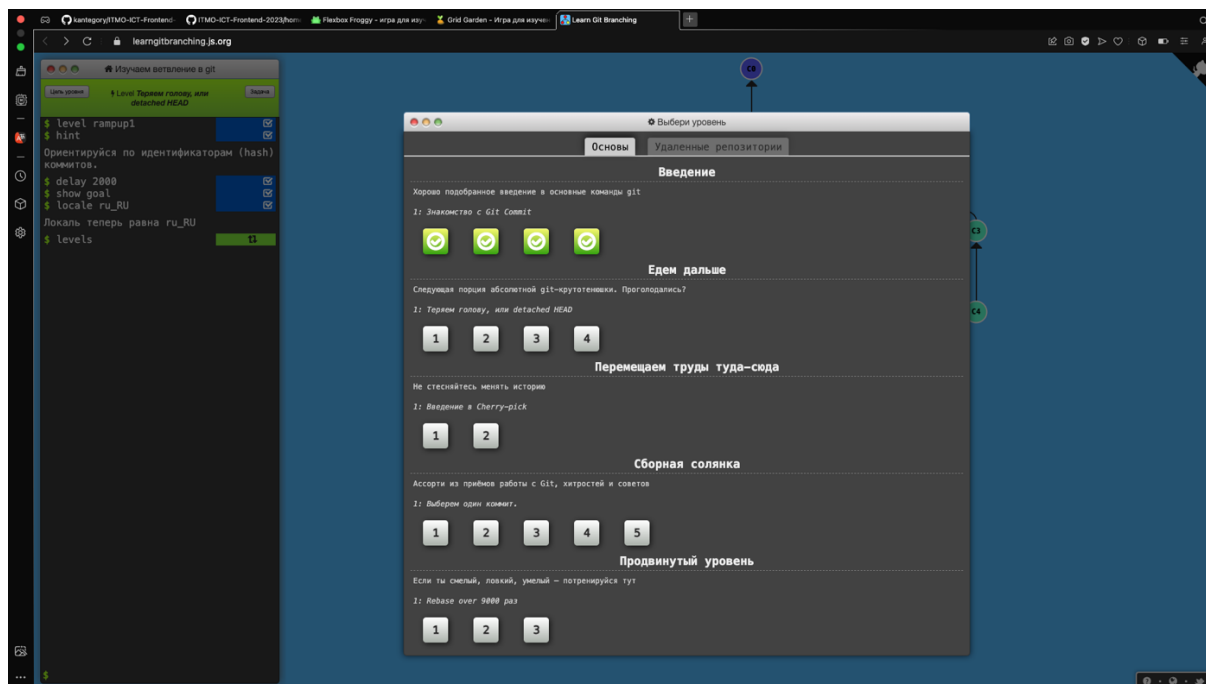 kantegory/ITMO-ICT-Frontend-
ITMO-ICT-Frontend-2023/hom
Flexbox Froggy - игра для изу
Grid Garden - Игра для изучен
Learn Git Branching
learngitbranching.js.org
Изучаем ветвление в git
Цель уровня
Level Теряем голову, или
detached HEAD
Задача
$ level rampup1
$ hint
Ориентируйся по идентификаторам (hash)
коммитов.
$ delay 2000
$ show goal
$ locale ru_RU
Локаль теперь равна ru_RU
$ levels
$
C0
C3
C4
Выбери уровень
Основы
Удаленные репозитории
Введение
Хорошо подобранное введение в основные команды git
1: Знакомство с Git Commit
Едем дальше
Следующая порция абсолютной git-крутотенюшки. Проголодались?
1: Теряем голову, или detached HEAD
1 2 3 4
Перемещаем труды туда-сюда
Не стесняйтесь менять историю
1: Введение в Cherry-pick
1 2
Сборная солянка
Ассорти из приёмов работы с Git, хитростей и советов
1: Выберем один коммит.
1 2 3 4 5
Продвинутый уровень
Если ты смелый, ловкий, умелый — потренируйся тут
1: Rebase over 9000 раз
1 2 3